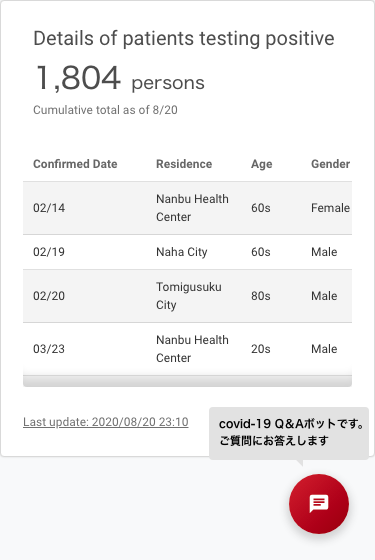 Details of patients testing positive
1,804 persons
Cumulative total as of 8/20
Confirmed Date Residence Age Gender
02/14 Nanbu Health Center 60s Female
02/19 Naha City 60s Male
02/20 Tomigusuku City 80s Male
03/23 Nanbu Health Center 20s Male
Last update: 2020/08/20 23:10
covid-19 Q&Aボットです。
ご質問にお答えします